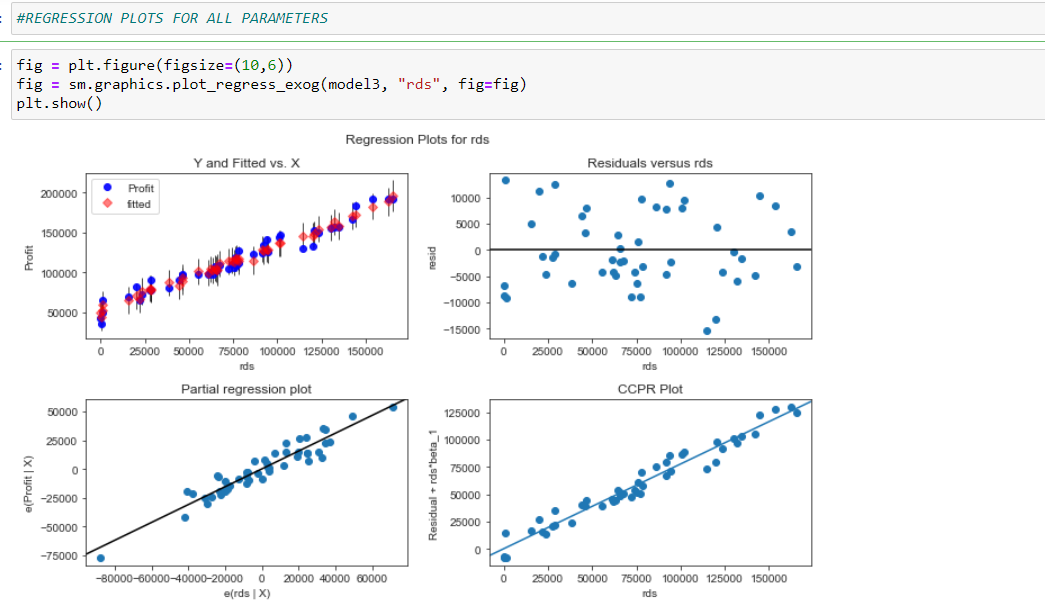 #REGRESSION PLOTS FOR ALL PARAMETERS
fig = plt.figure(figsize=(10,6))
fig = sm.graphics.plot_regress_exog(model3, "rds", fig=fig)
plt.show()
Regression Plots for rds
Y and Fitted vs. X
Profit
fitted
200000
150000
100000
50000
Profit
0 25000 50000 75000 100000 125000 150000
rds
Residuals versus rds
10000
5000
0
−5000
−10000
−15000
resid
0 25000 50000 75000 100000 125000 150000
rds
Partial regression plot
50000
25000
0
−25000
−50000
−75000
e(Profit | X)
−80000 −60000 −40000 −20000 0 20000 40000 60000
e(rds | X)
CCPR Plot
125000
100000
75000
50000
25000
0
Residual + rds*beta_1
0 25000 50000 75000 100000 125000 150000
rds